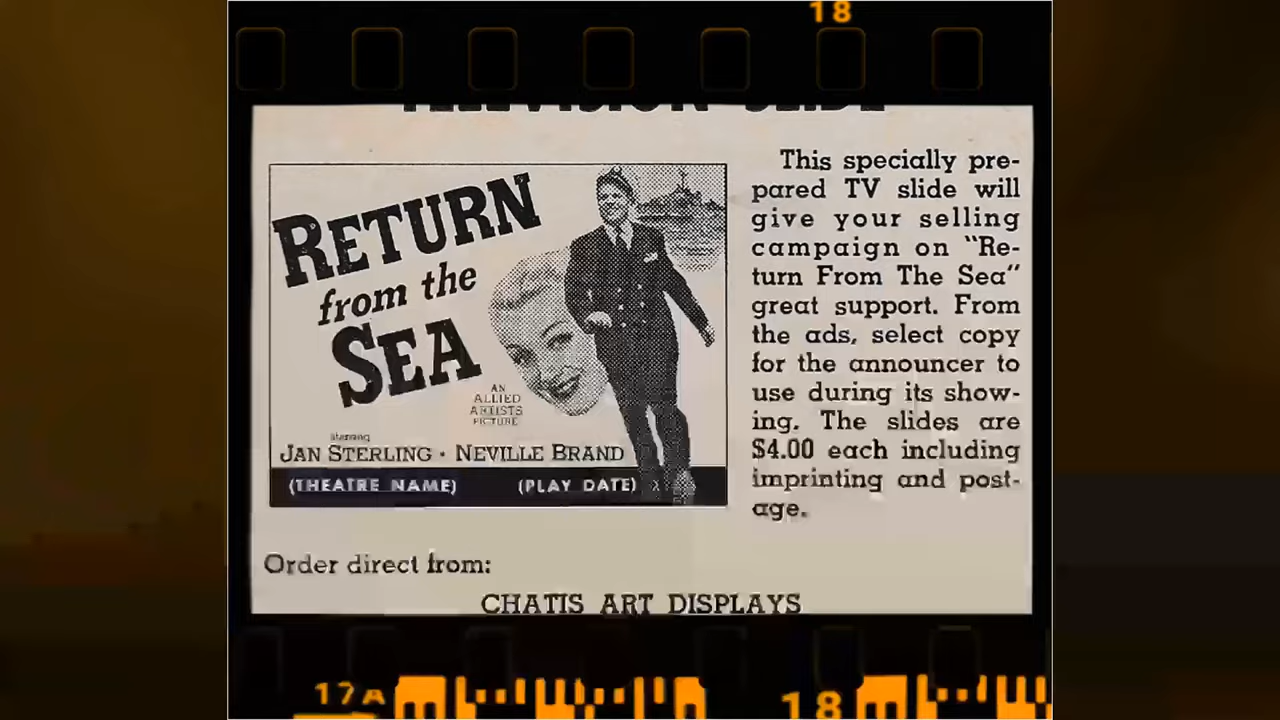 18
TELEVISION SLIDE
RETURN
from the
SEA
AN
ALLIED
ARTISTS
PICTURE
starring
JAN STERLING · NEVILLE BRAND
(THEATRE NAME) (PLAY DATE)
This specially pre-
pared TV slide will
give your selling
campaign on "Re-
turn From The Sea"
great support. From
the ads, select copy
for the announcer to
use during its show-
ing. The slides are
$4.00 each including
imprinting and post-
age.
Order direct from:
CHATIS ART DISPLAYS
17A
18